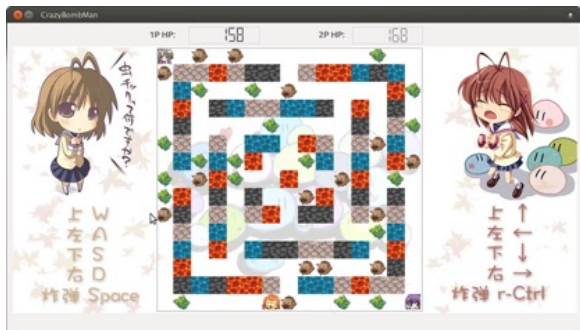 CrazyBombMan
1P HP: 158 2P HP: 168
上 W
左 A
下 S
右 D
炸弹 Space
上 ↑
左 ←
下 ↓
右 →
炸弹 r-Ctrl